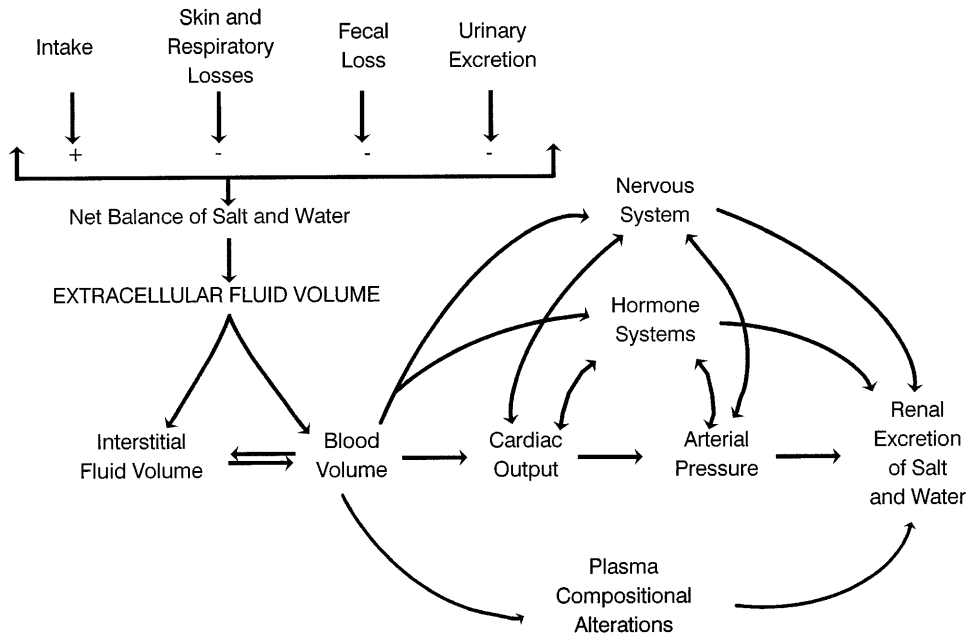 Intake
Skin and
Respiratory
Losses
Fecal
Loss
Urinary
Excretion
+
-
-
-
Net Balance of Salt and Water
EXTRACELLULAR FLUID VOLUME
Nervous
System
Hormone
Systems
Interstitial
Fluid Volume
Blood
Volume
Cardiac
Output
Arterial
Pressure
Renal
Excretion
of Salt
and Water
Plasma
Compositional
Alterations